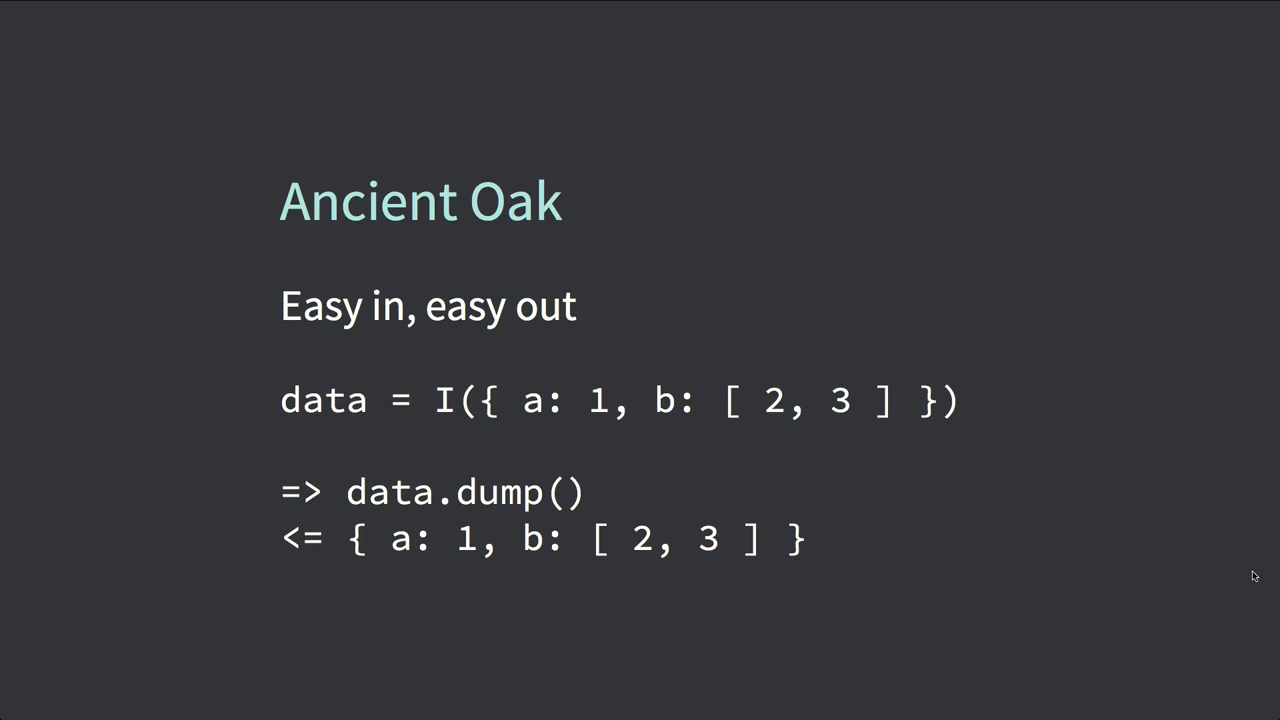 Ancient Oak
Easy in, easy out
data = I({ a: 1, b: [ 2, 3 ] })
=> data.dump()
<= { a: 1, b: [ 2, 3 ] }